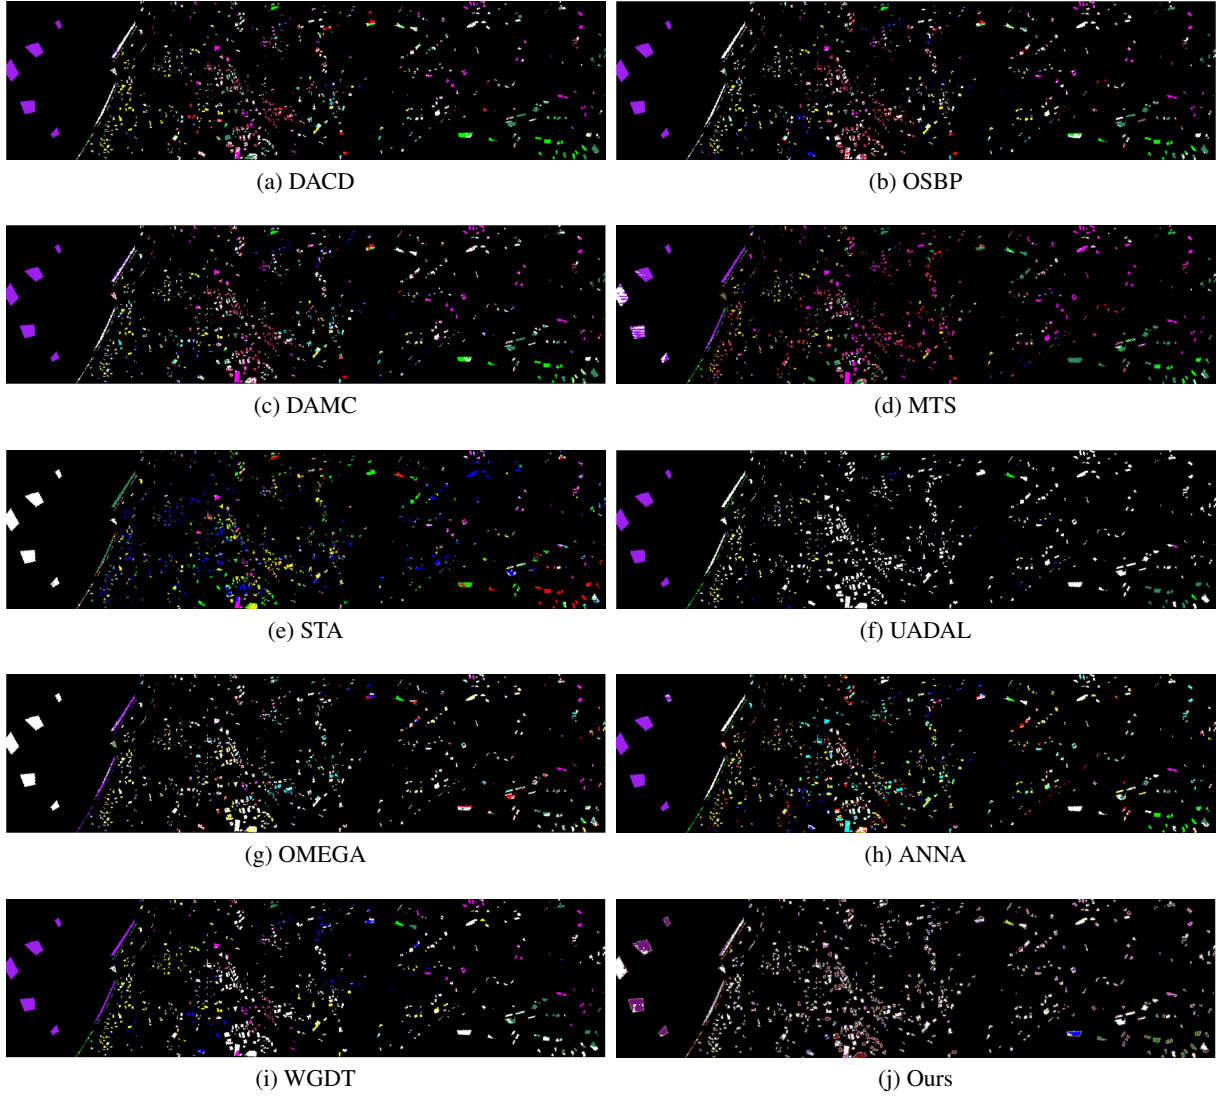 (a) DACD
(b) OSBP
(c) DAMC
(d) MTS
(e) STA
(f) UADAL
(g) OMEGA
(h) ANNA
(i) WGDT
(j) Ours